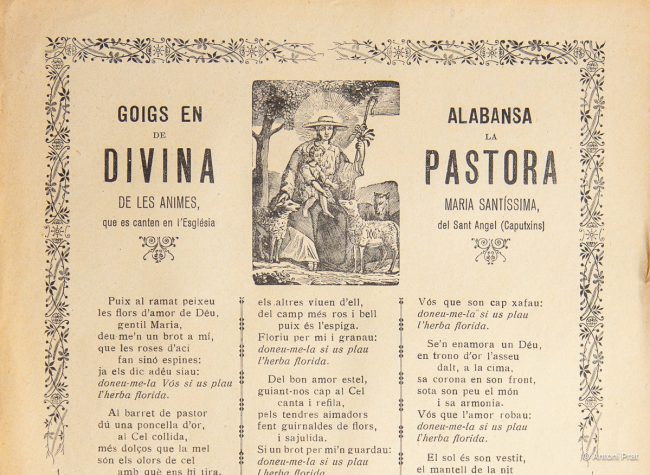 GOIGS EN ALABANSA
DE LA
DIVINA PASTORA
DE LES ANIMES, MARIA SANTÍSSIMA,
que es canten en l'Església del Sant Angel (Caputxins)
Puix al ramat peixeu
les flors d'amor de Déu,
gentil Maria,
deu me'n un brot a mí,
que les roses d'ací
fan sinó espines:
ja els dic adéu siau:
doneu-me-la Vós si us plau
l'herba florida.
Al barret de pastor
dú una poncella d'or,
al Cel collida,
més dolços que la mel
són els olors de cel
amb què ens hi tira.
els altres viuen d'ell,
del camp més ros i bell
puix és l'espiga.
Floriu per mi i granau:
doneu-me-la si us plau
l'herba florida.
Del bon amor estel,
guiant-nos cap al Cel
canta i refila,
pels tendres aimadors
fent guirnaldes de flors,
i sajulida.
Si un brot per mi'n guardau:
doneu-me-la si us plau
l'herba florida.
Vós que son cap xafau:
doneu-me-la si us plau
l'herba florida.
Se'n enamora un Déu,
en trono d'or l'asseu
dalt, a la cima,
sa corona en son front,
sota son peu el món
i sa armonia.
Vós que l'amor robau:
doneu-me-la si us plau
l'herba florida.
El sol és son vestit,
el mantell de la nit
© Antoni Prat